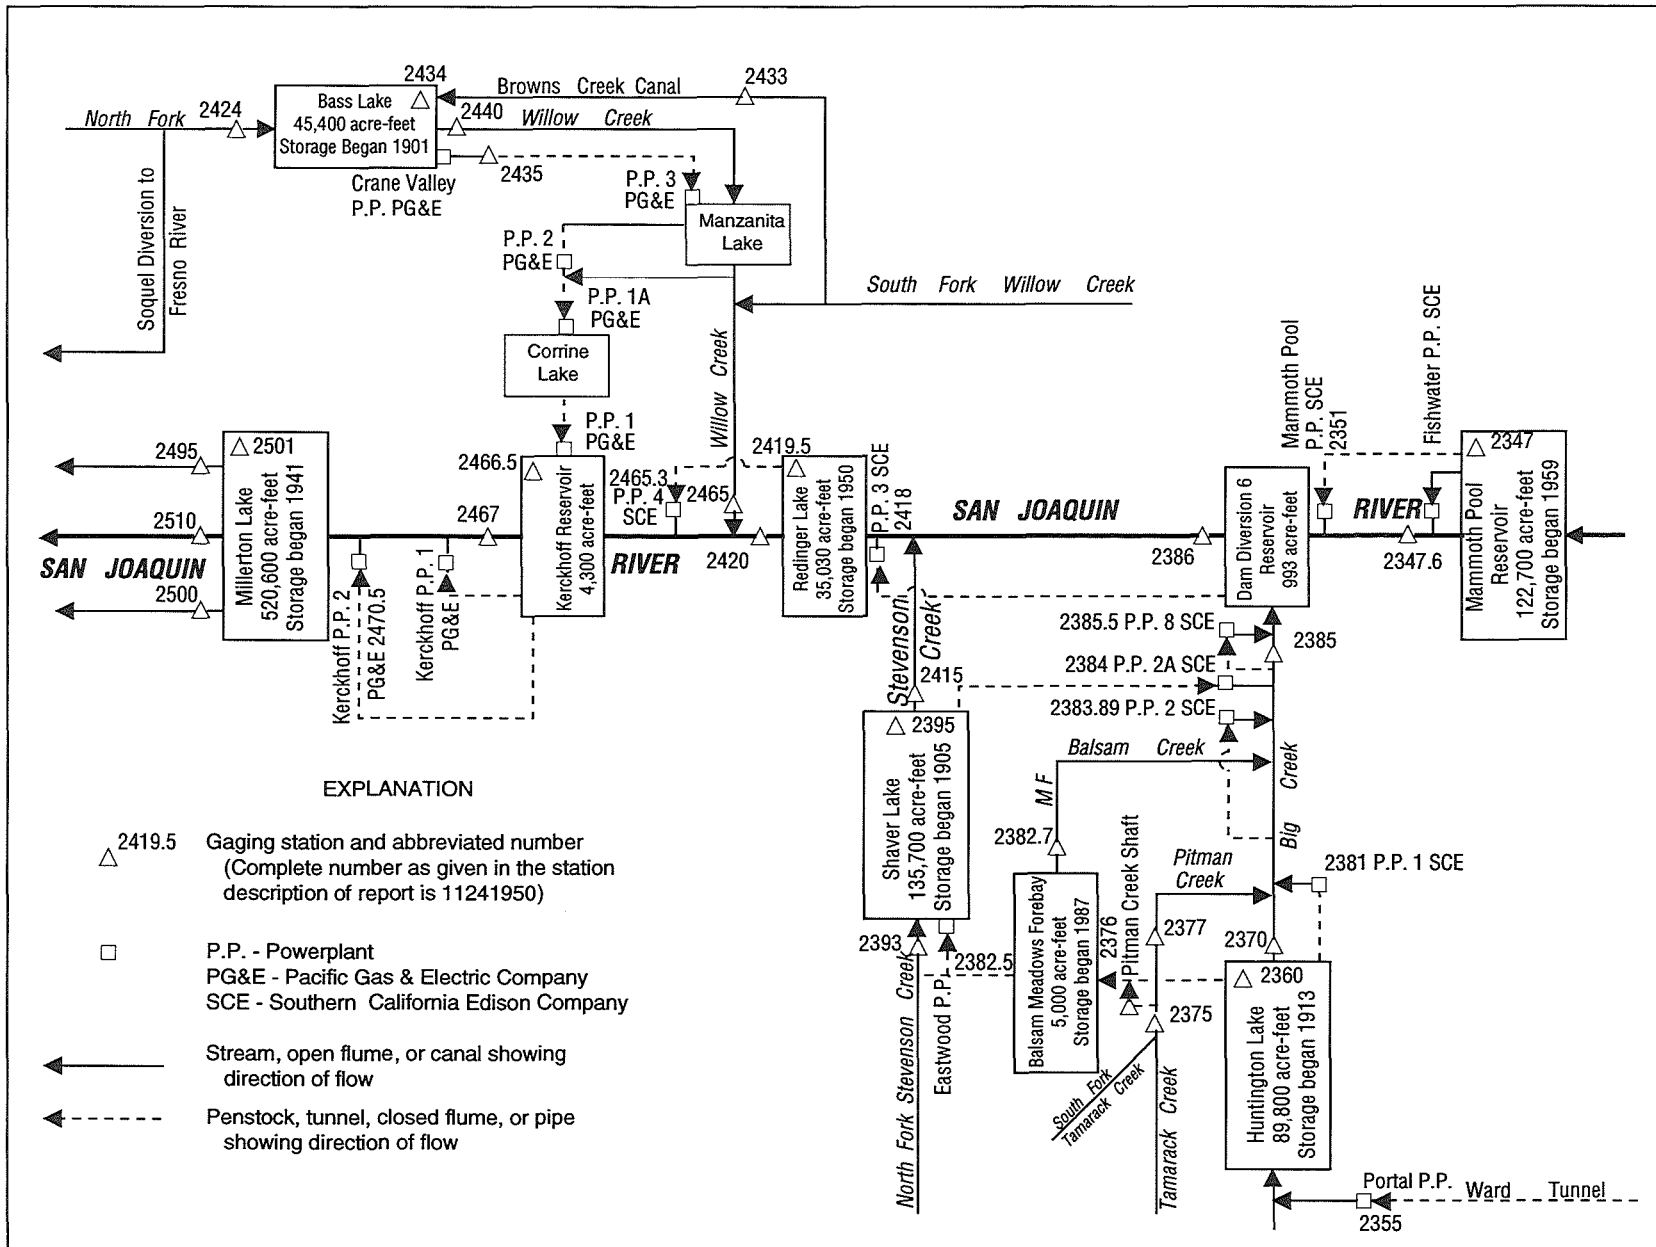 2434
Browns Creek Canal
2433
North Fork
2424
Bass Lake
45,400 acre-feet
Storage Began 1901
2440
Willow Creek
2435
Crane Valley
P.P. PG&E
P.P. 3
PG&E
Manzanita
Lake
Soquel Diversion to
Fresno River
P.P. 2
PG&E
P.P. 1A
PG&E
South Fork Willow Creek
Corrine
Lake
Willow Creek
P.P. 1
PG&E
Mammoth Pool
P.P. SCE
2351
Fishwater P.P. SCE
2495
2501
Millerton Lake
520,600 acre-feet
Storage began 1941
2510
SAN JOAQUIN
2500
2466.5
Kerckhoff Reservoir
4,300 acre-feet
2467
2465.3
P.P. 4
SCE
2465
RIVER
2420
2419.5
Redinger Lake
35,030 acre-feet
Storage began 1950
P.P. 3 SCE
2418
SAN JOAQUIN
2386
Dam Diversion 6
Reservoir
993 acre-feet
RIVER
2347.6
2347
Mammoth Pool
Reservoir
122,700 acre-feet
Storage began 1959
Kerckhoff P.P. 2
PG&E 2470.5
Kerckhoff P.P. 1
PG&E
Stevenson
Creek
2415
2385.5 P.P. 8 SCE
2385
2384 P.P. 2A SCE
2383.89 P.P. 2 SCE
2395
Shaver Lake
135,700 acre-feet
Storage began 1905
Balsam Creek
M F
2382.7
Big Creek
Pitman
Creek
2381 P.P. 1 SCE
2393
2382.5
North Fork Stevenson Creek
Eastwood P.P.
Balsam Meadows Forebay
5,000 acre-feet
Storage began 1987
2376
Pitman Creek Shaft
2377
2375
2370
2360
Huntington Lake
89,800 acre-feet
Storage began 1913
South Fork
Tamarack Creek
Tamarack Creek
Portal P.P.
Ward Tunnel
2355
EXPLANATION
2419.5 Gaging station and abbreviated number
(Complete number as given in the station
description of report is 11241950)
P.P. - Powerplant
PG&E - Pacific Gas & Electric Company
SCE - Southern California Edison Company
Stream, open flume, or canal showing
direction of flow
Penstock, tunnel, closed flume, or pipe
showing direction of flow